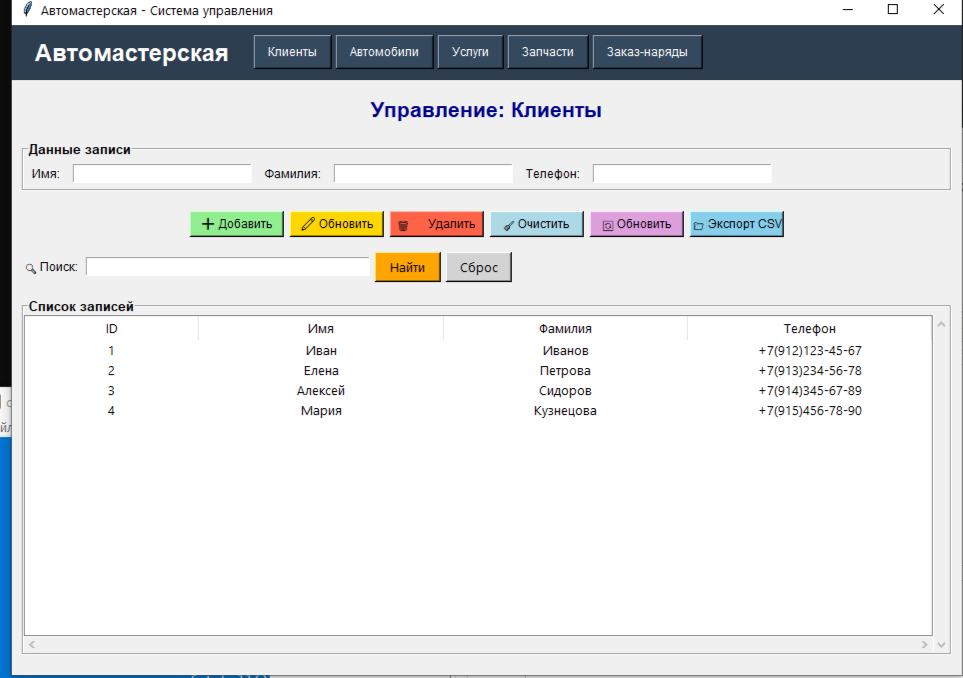 Автомастерская - Система управления
Автомастерская Клиенты Автомобили Услуги Запчасти Заказ-наряды
Управление: Клиенты
Данные записи
Имя: Фамилия: Телефон:
Добавить Обновить Удалить Очистить Обновить Экспорт CSV
Поиск: Найти Сброс
Список записей
ID Имя Фамилия Телефон
1 Иван Иванов +7(912)123-45-67
2 Елена Петрова +7(913)234-56-78
3 Алексей Сидоров +7(914)345-67-89
4 Мария Кузнецова +7(915)456-78-90